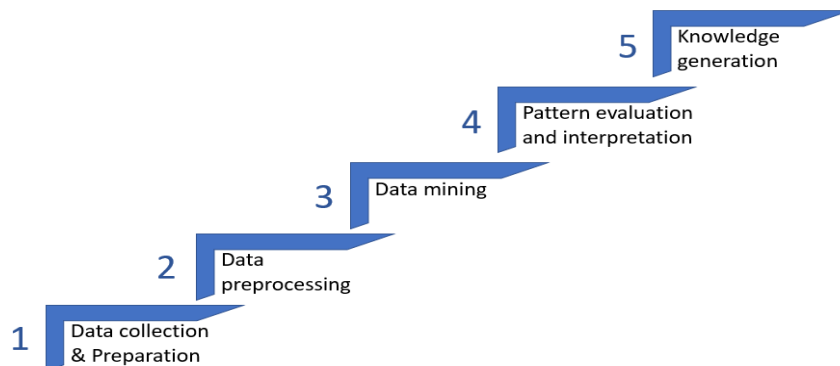 5
Knowledge
generation
4
Pattern evaluation
and interpretation
3
Data mining
2
Data
preprocessing
1
Data collection
& Preparation